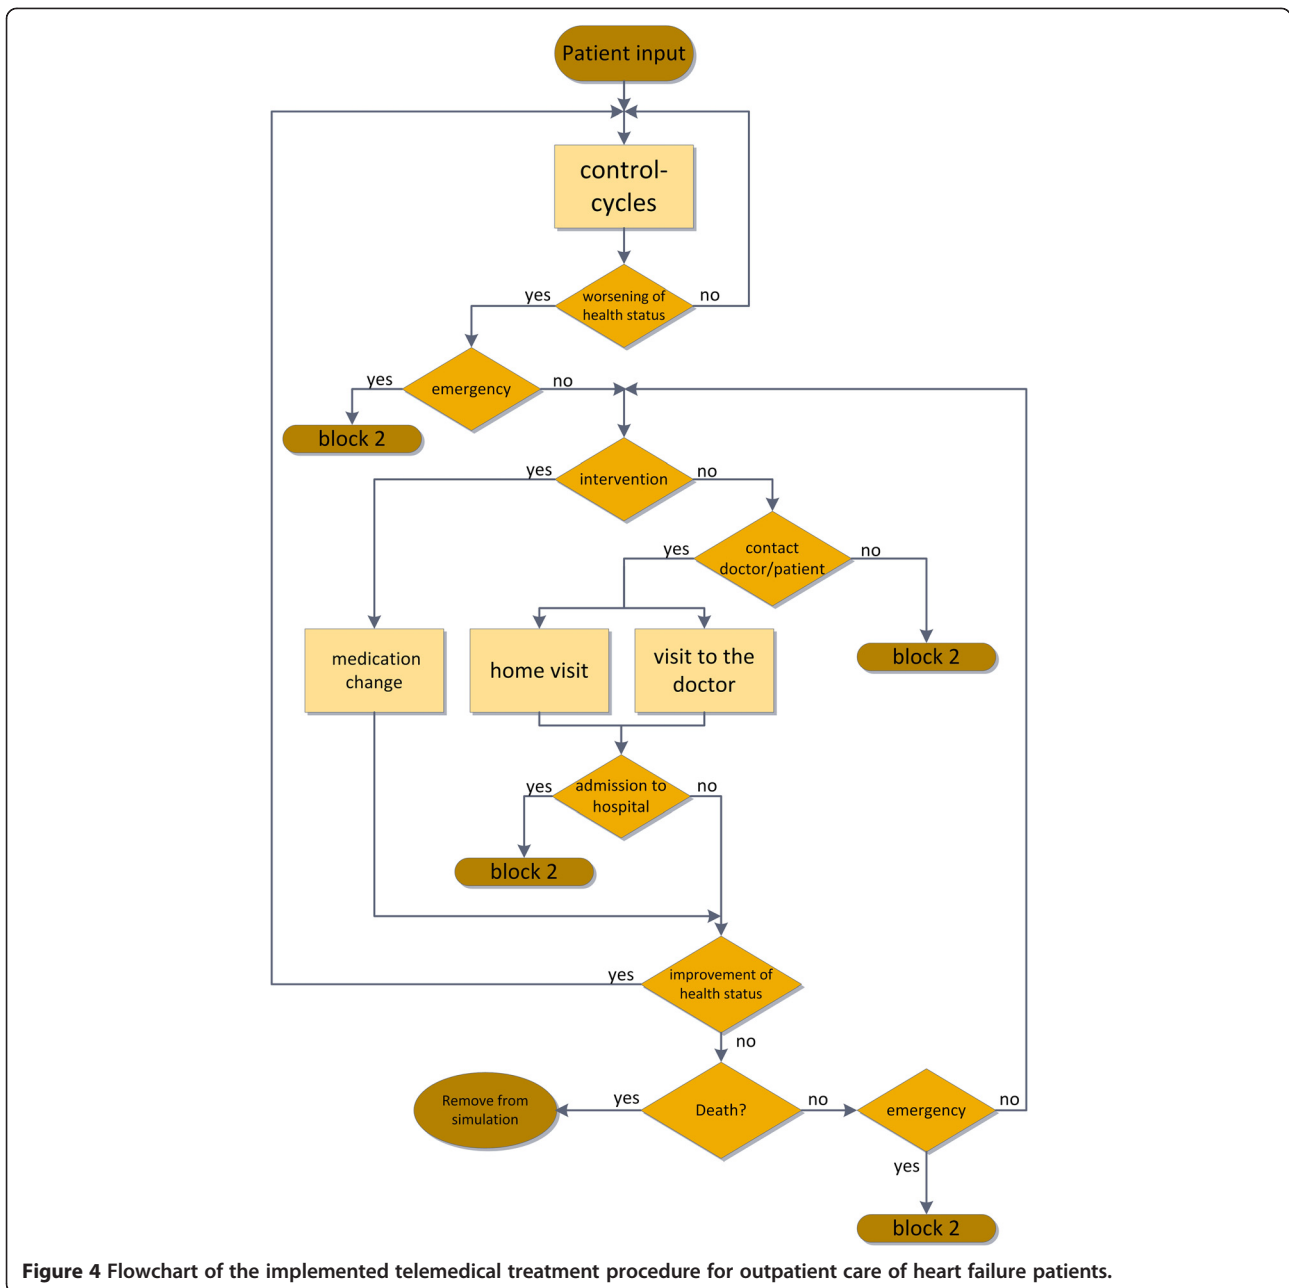 Patient input
control-
cycles
yes
worsening of
health status
no
yes
emergency
no
block 2
yes
intervention
no
yes
contact
doctor/patient
no
medication
change
home visit
visit to the
doctor
block 2
yes
admission to
hospital
no
block 2
yes
improvement of
health status
no
Remove from
simulation
yes
Death?
no
emergency
no
yes
block 2
Figure 4 Flowchart of the implemented telemedical treatment procedure for outpatient care of heart failure patients.